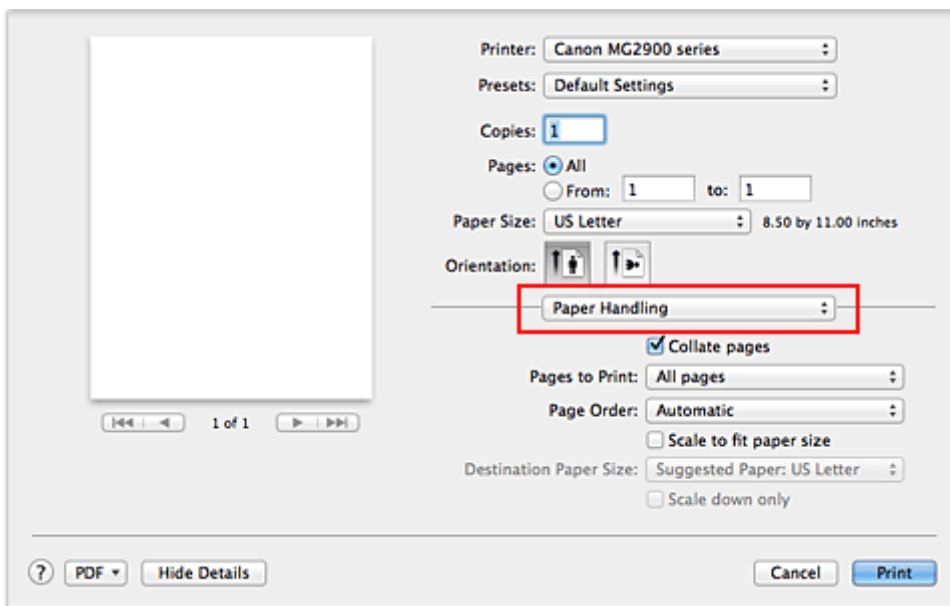 Printer: Canon MG2900 series
Presets: Default Settings
Copies: 1
Pages: All
From: 1 to: 1
Paper Size: US Letter 8.50 by 11.00 inches
Orientation:
Paper Handling
Collate pages
Pages to Print: All pages
Page Order: Automatic
1 of 1
Scale to fit paper size
Destination Paper Size: Suggested Paper: US Letter
Scale down only
? PDF Hide Details Cancel Print